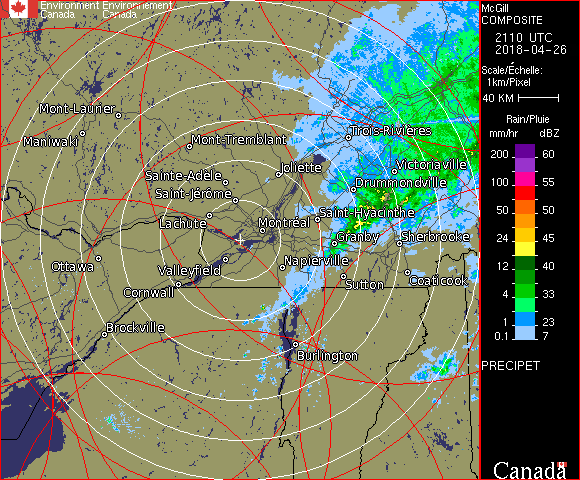 Environment Environnement
Canada Canada
McGill
COMPOSITE
2110 UTC
2018-04-26
Scale/Échelle:
1km/Pixel
40 KM
Rain/Pluie
mm/hr dBZ
200 60
100 55
50 50
24 45
12 40
4 33
1 23
0.1 7
PRECIPET
Mont-Laurier
Maniwaki
Mont-Tremblant
Trois-Rivières
Sainte-Adèle
Joliette
Victoriaville
Saint-Jérôme
Drummondville
Lachute
Montréal
Saint-Hyacinthe
Granby
Sherbrooke
Ottawa
Valleyfield
Napierville
Cornwall
Sutton
Coaticook
Brockville
Burlington
Canada